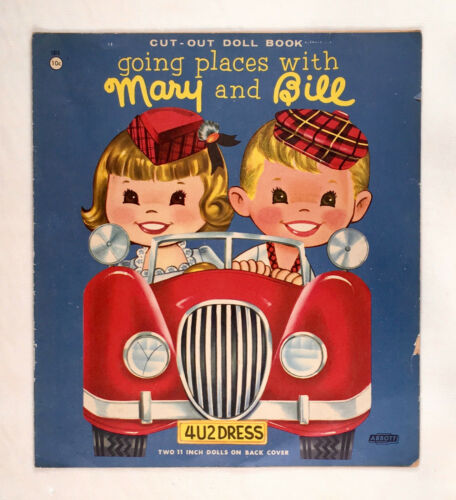 CUT-OUT DOLL BOOK
10¢
going places with
Mary and Bill
4U2DRESS
TWO 11 INCH DOLLS ON BACK COVER
ABBOTT